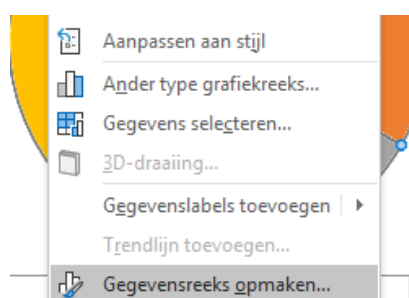 Aanpassen aan stijl
Ander type grafiekreeks...
Gegevens selecteren...
3D-draaiing...
Gegevenslabels toevoegen
Trendlijn toevoegen...
Gegevensreeks opmaken...